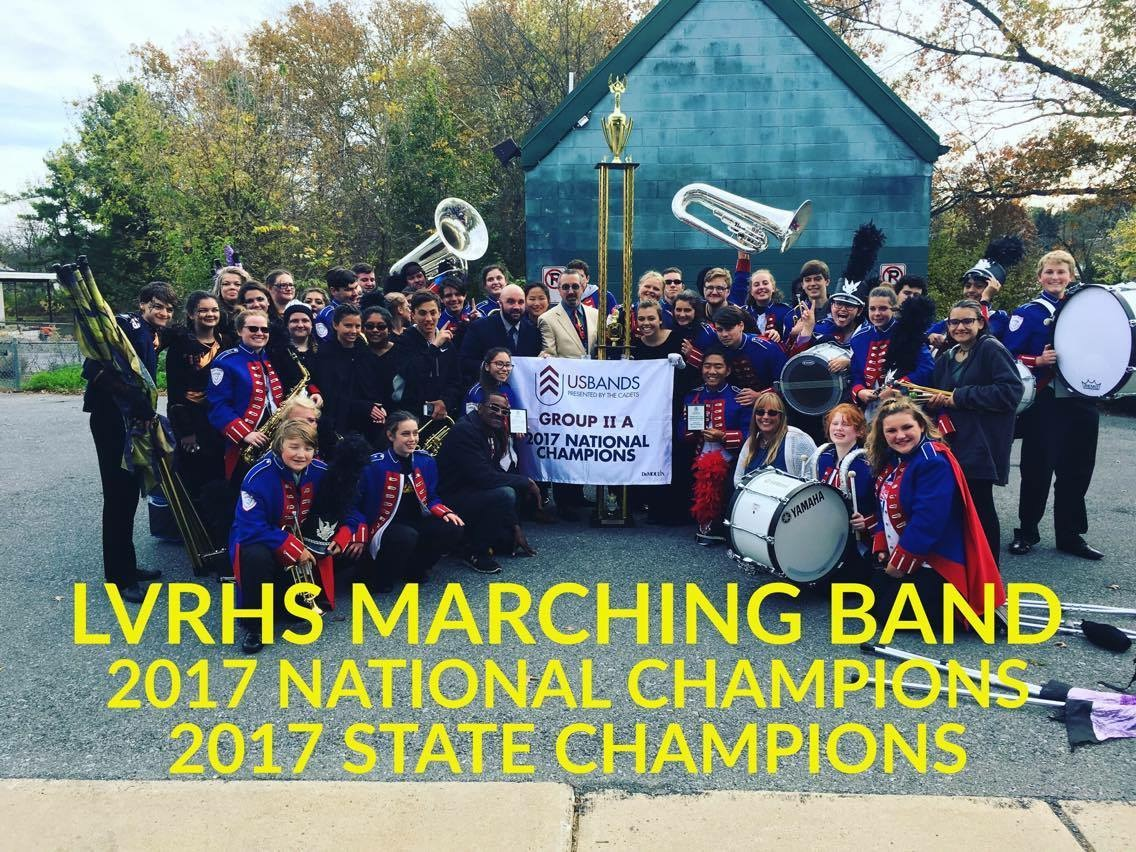 USBANDS
PRESENTED BY THE CADETS
GROUP II A
2017 NATIONAL
CHAMPIONS
DeMOULIN
YAMAHA
LVRHS MARCHING BAND
2017 NATIONAL CHAMPIONS
2017 STATE CHAMPIONS